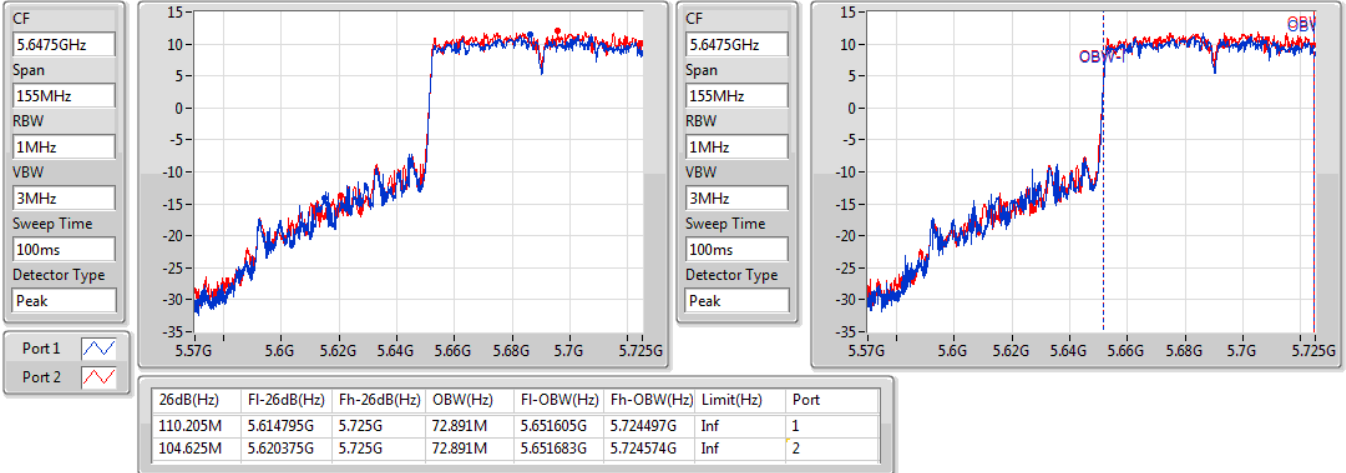 CF
5.6475GHz
Span
155MHz
RBW
1MHz
VBW
3MHz
Sweep Time
100ms
Detector Type
Peak
Port 1
Port 2
15
10
5
0
-5
-10
-15
-20
-25
-30
-35
5.57G 5.6G 5.62G 5.64G 5.66G 5.68G 5.7G 5.725G
CF
5.6475GHz
Span
155MHz
RBW
1MHz
VBW
3MHz
Sweep Time
100ms
Detector Type
Peak
15
10
5
0
-5
-10
-15
-20
-25
-30
-35
OBW
OBW-
5.57G 5.6G 5.62G 5.64G 5.66G 5.68G 5.7G 5.725G
26dB(Hz) Fl-26dB(Hz) Fh-26dB(Hz) OBW(Hz) Fl-OBW(Hz) Fh-OBW(Hz) Limit(Hz) Port
110.205M 5.614795G 5.725G 72.891M 5.651605G 5.724497G Inf 1
104.625M 5.620375G 5.725G 72.891M 5.651683G 5.724574G Inf 2